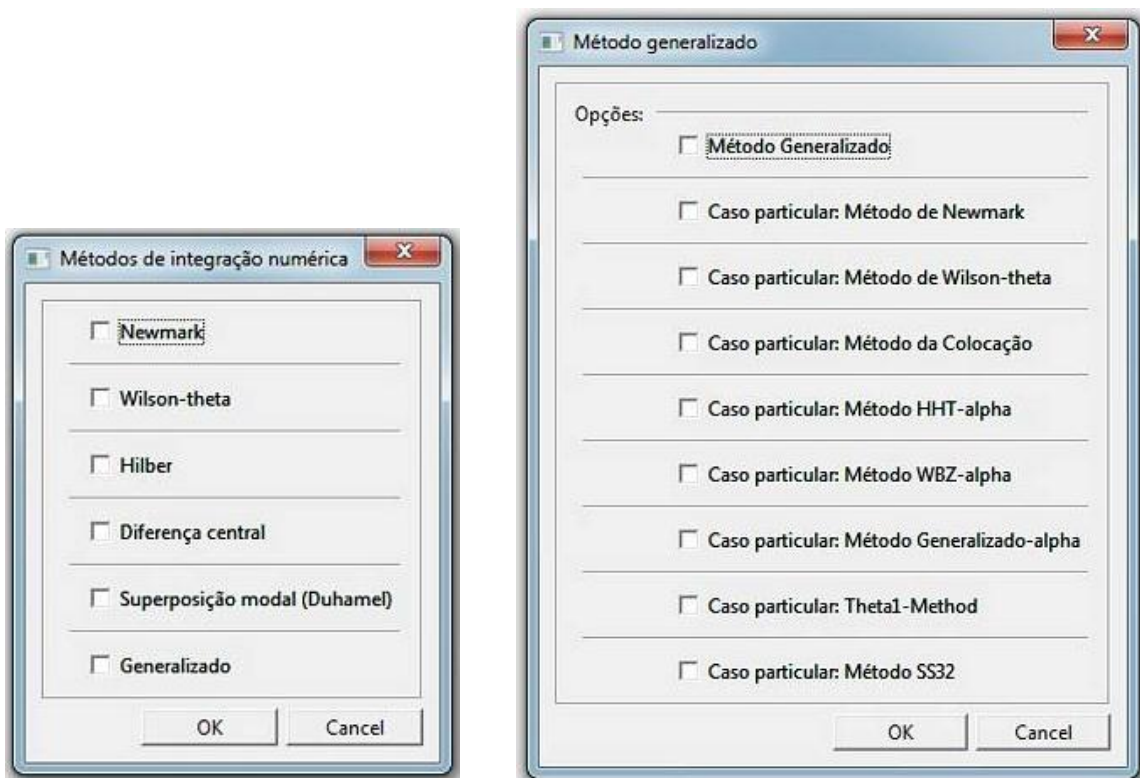 Métodos de integração numérica
Newmark
Wilson-theta
Hilber
Diferença central
Superposição modal (Duhamel)
Generalizado
OK
Cancel
Método generalizado
Opções:
Método Generalizado
Caso particular: Método de Newmark
Caso particular: Método de Wilson-theta
Caso particular: Método da Colocação
Caso particular: Método HHT-alpha
Caso particular: Método WBZ-alpha
Caso particular: Método Generalizado-alpha
Caso particular: Theta1-Method
Caso particular: Método SS32
OK
Cancel